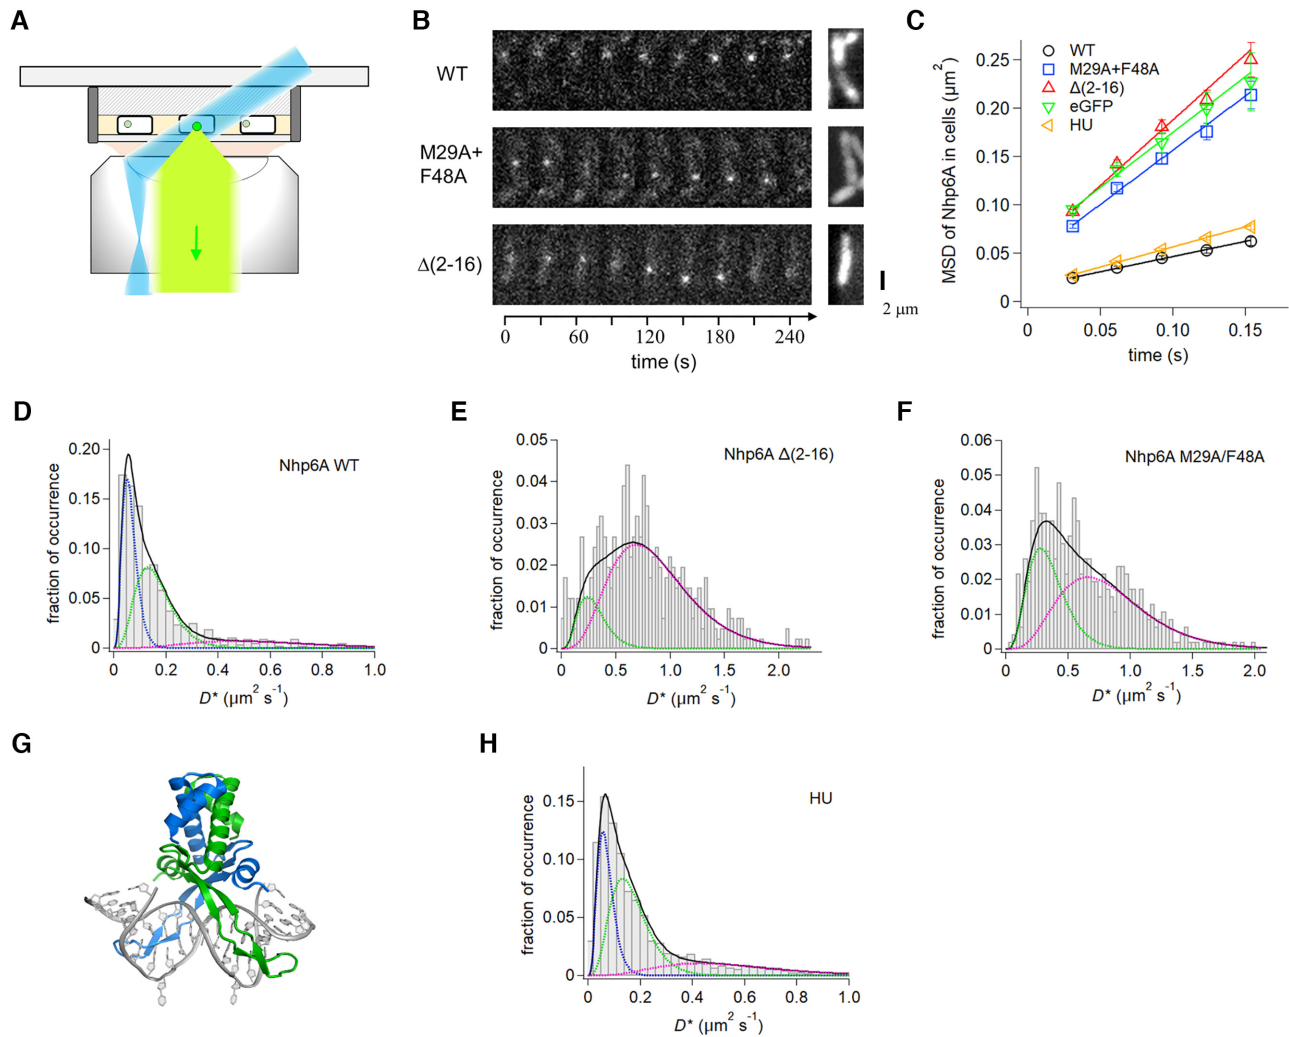 A
B
WT
M29A+
F48A
Δ(2-16)
0
60
120
180
240
time (s)
2 μm
C
MSD of Nhp6A in cells (μm²)
0.25
0.20
0.15
0.10
0.05
0
WT
M29A+F48A
Δ(2-16)
eGFP
HU
0
0.05
0.10
0.15
time (s)
D
fraction of occurrence
0.20
0.15
0.10
0.05
0
Nhp6A WT
0
0.2
0.4
0.6
0.8
1.0
D* (μm² s⁻¹)
E
fraction of occurrence
0.05
0.04
0.03
0.02
0.01
0
Nhp6A Δ(2-16)
0
0.5
1.0
1.5
2.0
D* (μm² s⁻¹)
F
fraction of occurrence
0.06
0.05
0.04
0.03
0.02
0.01
0
Nhp6A M29A/F48A
0
0.5
1.0
1.5
2.0
D* (μm² s⁻¹)
G
H
fraction of occurrence
0.15
0.10
0.05
0
HU
0
0.2
0.4
0.6
0.8
1.0
D* (μm² s⁻¹)